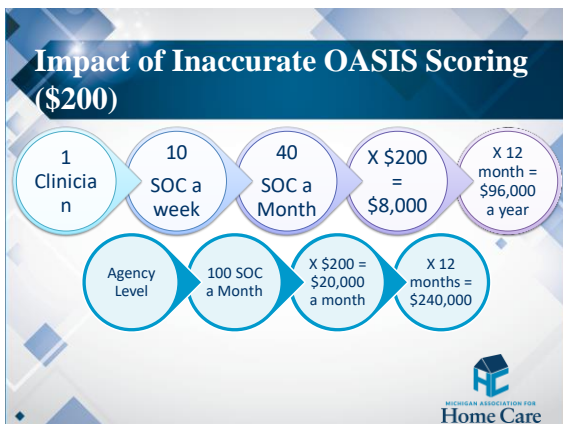 Impact of Inaccurate OASIS Scoring
($200)
1
Clinicia
n
10
SOC a
week
40
SOC a
Month
X $200
=
$8,000
X 12
month =
$96,000
a year
Agency
Level
100 SOC
a Month
X $200 =
$20,000
a month
X 12
months =
$240,000
MICHIGAN ASSOCIATION FOR
Home Care